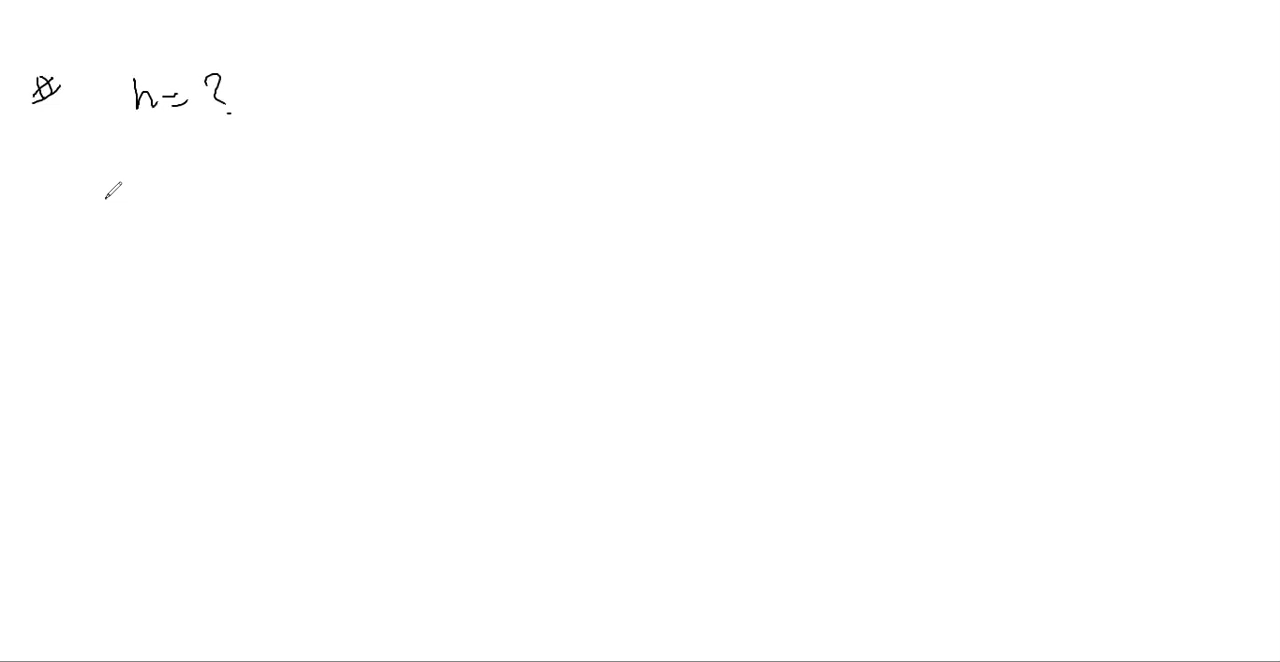 h = ?